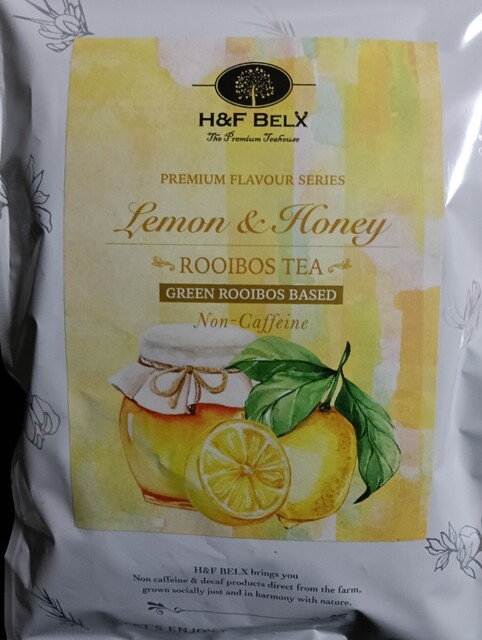 H&F BELX
The Premium Teahouse
PREMIUM FLAVOUR SERIES
Lemon & Honey
ROOIBOS TEA
GREEN ROOIBOS BASED
Non-Caffeine
H&F BELX brings you
Non caffeine & decaf products direct from the farm,
grown socially just and in harmony with nature.
ENJOY